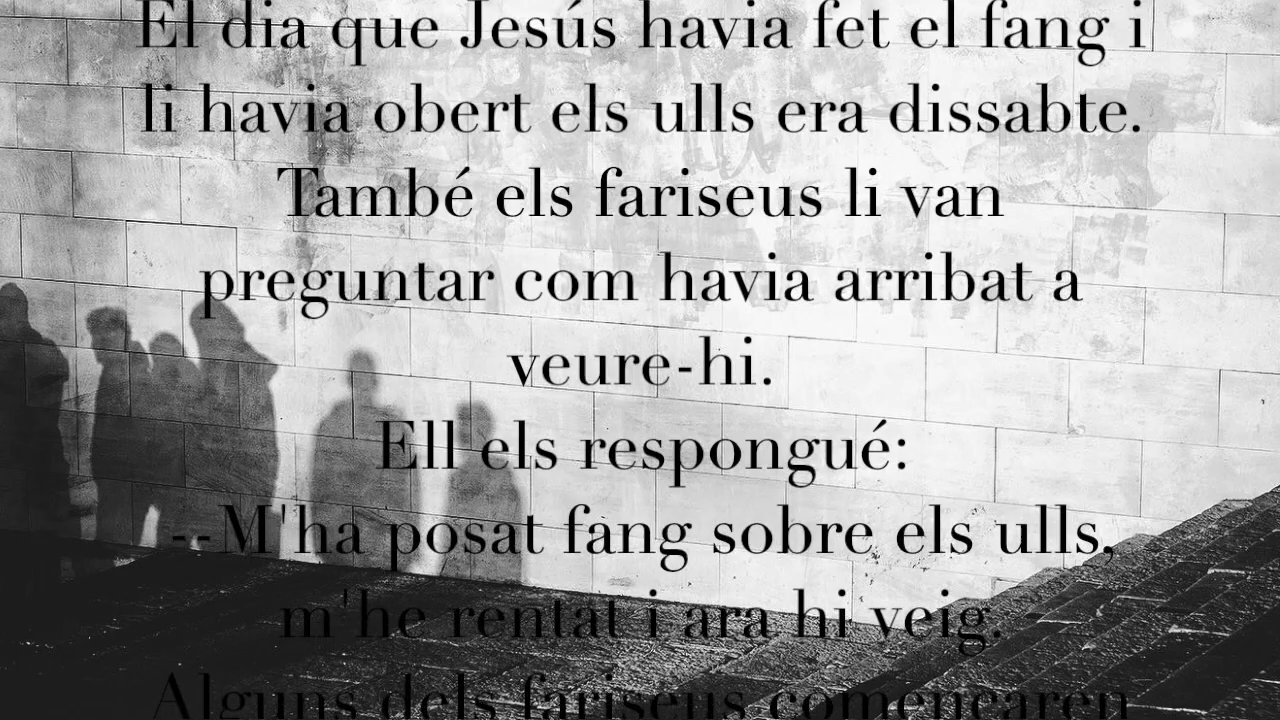 El dia que Jesús havia fet el fang i
li havia obert els ulls era dissabte.
També els fariseus li van
preguntar com havia arribat a
veure-hi.
Ell els respongué:
--M'ha posat fang sobre els ulls,
m'he rentat i ara hi veig.
Alguns dels fariseus començaren